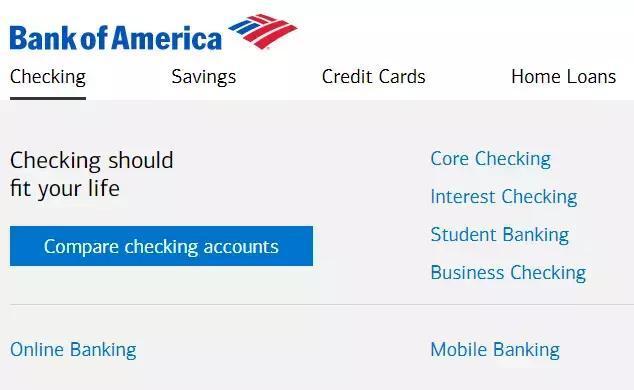 Bank of America
Checking Savings Credit Cards Home Loans
Checking should
fit your life
Compare checking accounts
Core Checking
Interest Checking
Student Banking
Business Checking
Online Banking Mobile Banking